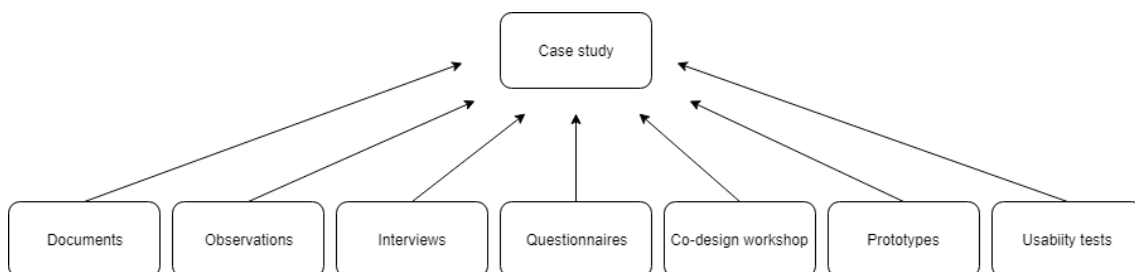 Case study
Documents
Observations
Interviews
Questionnaires
Co-design workshop
Prototypes
Usabiity tests